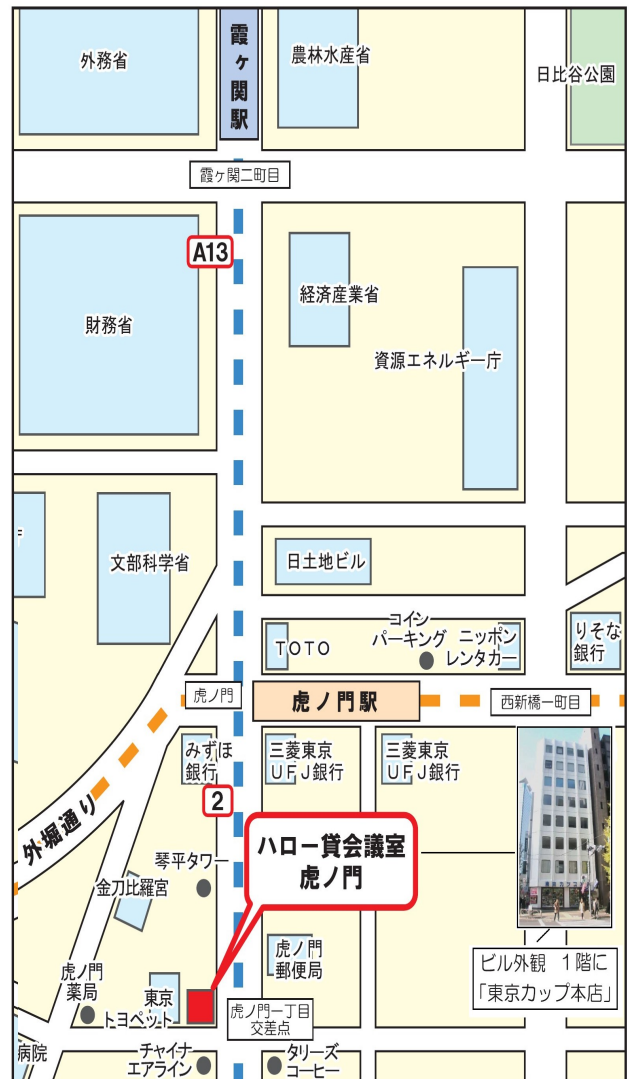 外務省
霞ヶ関駅
農林水産省
日比谷公園
霞ヶ関二町目
A13
経済産業省
財務省
資源エネルギー庁
文部科学省
日土地ビル
TOTO
コイン
パーキング
ニッポン
レンタカー
りそな
銀行
虎ノ門
虎ノ門駅
西新橋一町目
みずほ
銀行
三菱東京
UFJ銀行
三菱東京
UFJ銀行
2
外堀通り
ハロー貸会議室
虎ノ門
琴平タワー
金刀比羅宮
虎ノ門
郵便局
ビル外観 1階に
「東京カップ本店」
虎ノ門
薬局
東京
トヨペット
虎ノ門一丁目
交差点
病院
チャイナ
エアライン
タリーズ
コーヒー